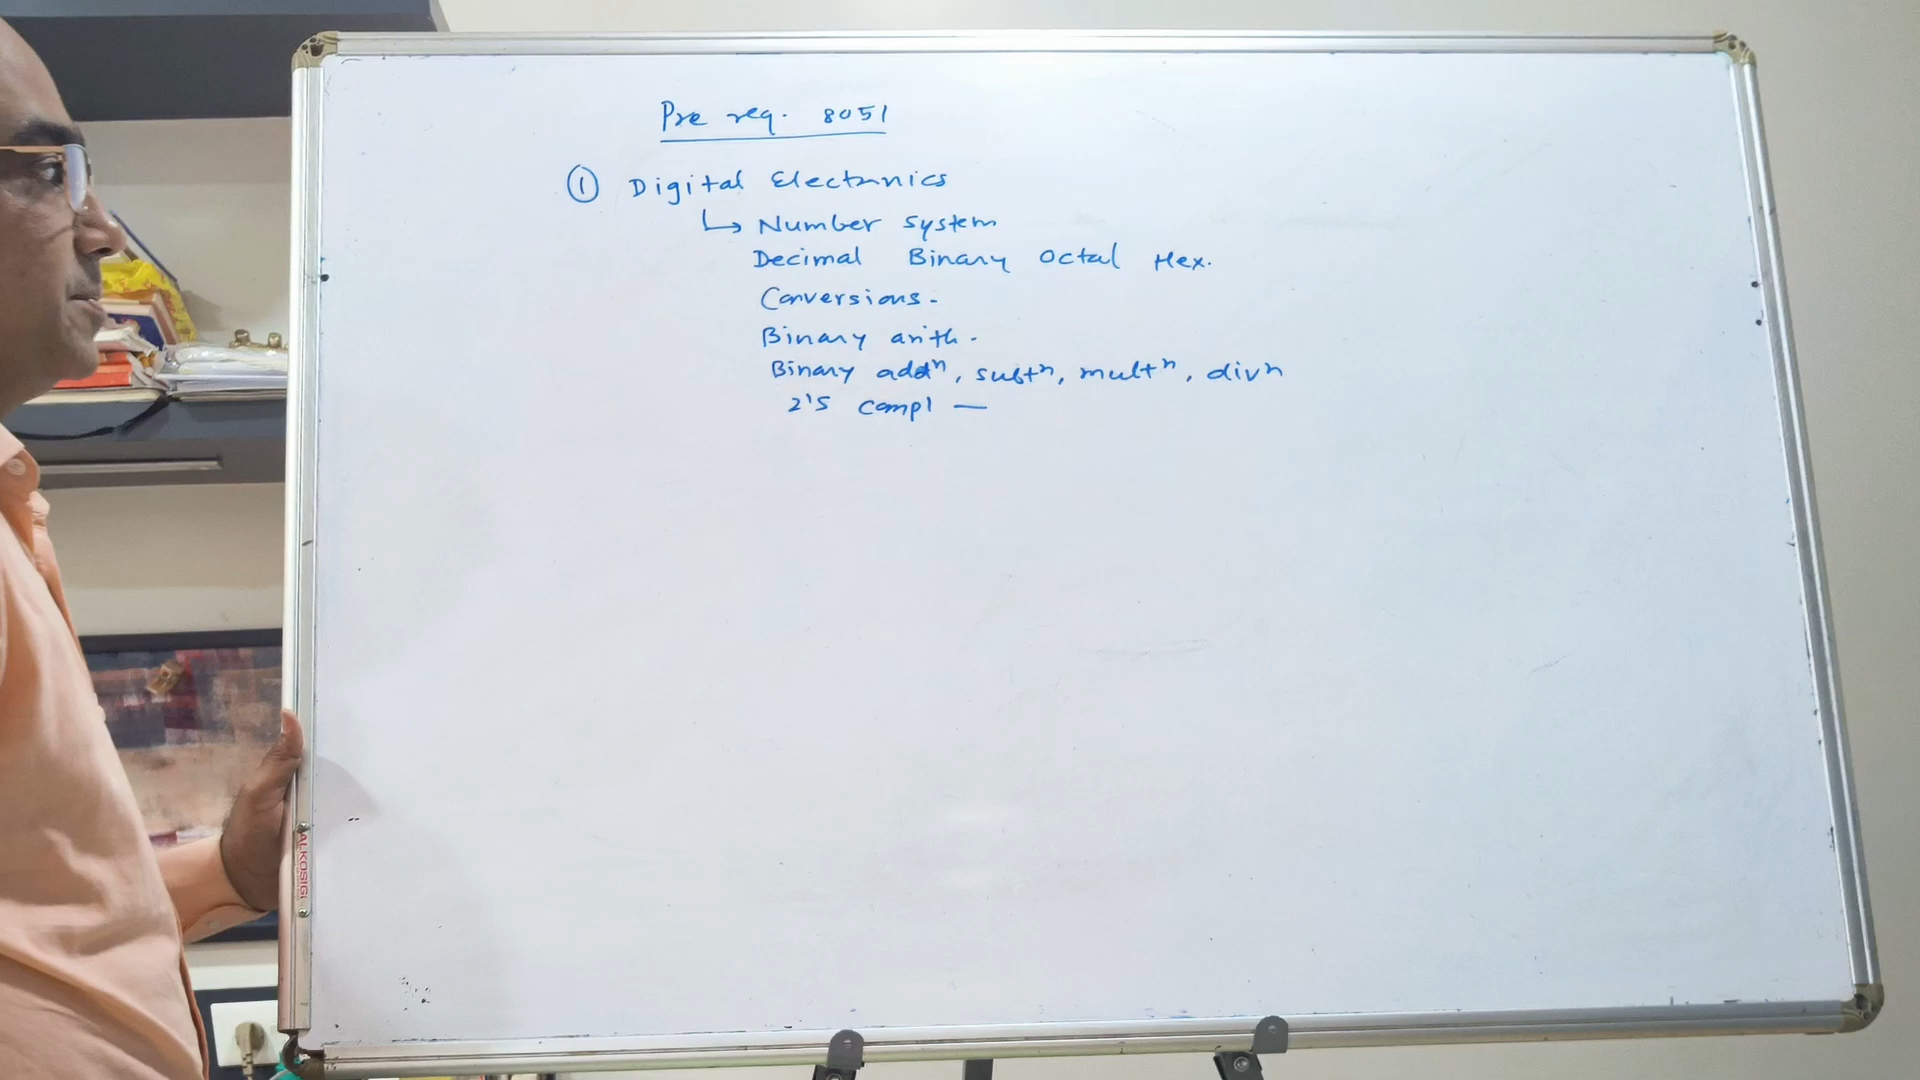 Pre req. 8051
① Digital Electronics
↳ Number system
Decimal Binary Octal Hex.
Conversions.
Binary arith.
Binary addⁿ, subtⁿ, multⁿ, divⁿ
2's compl —
ALKOSIGI